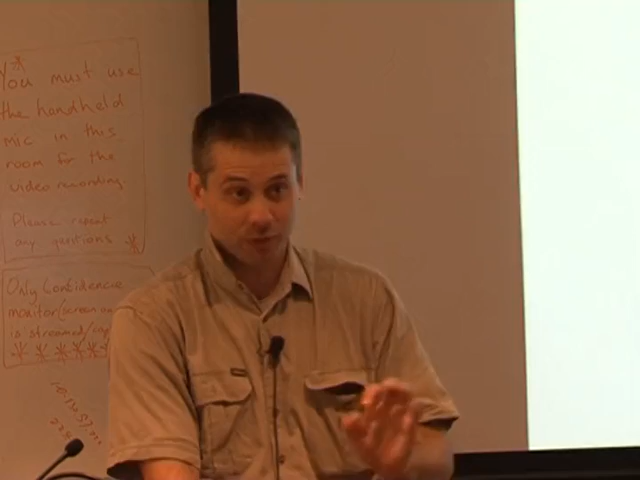 You must use
the handheld
mic in this
room for the
video recording.
Please repeat
any questions
Only Confidencie
monitor/screen
is streamed/